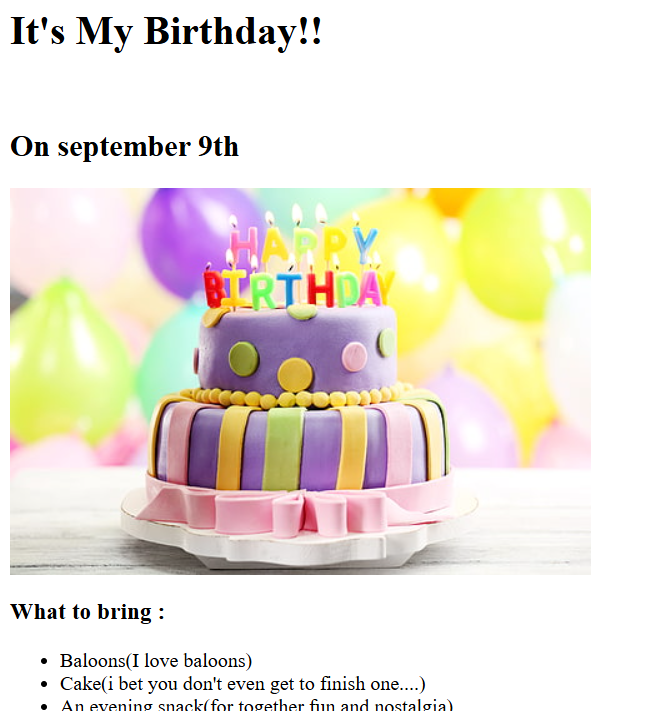 It's My Birthday!!
On september 9th
HAPPY
BIRTHDAY
What to bring :
Baloons(I love baloons)
Cake(i bet you don't even get to finish one....)
An evening snack(for together fun and nostalgia)